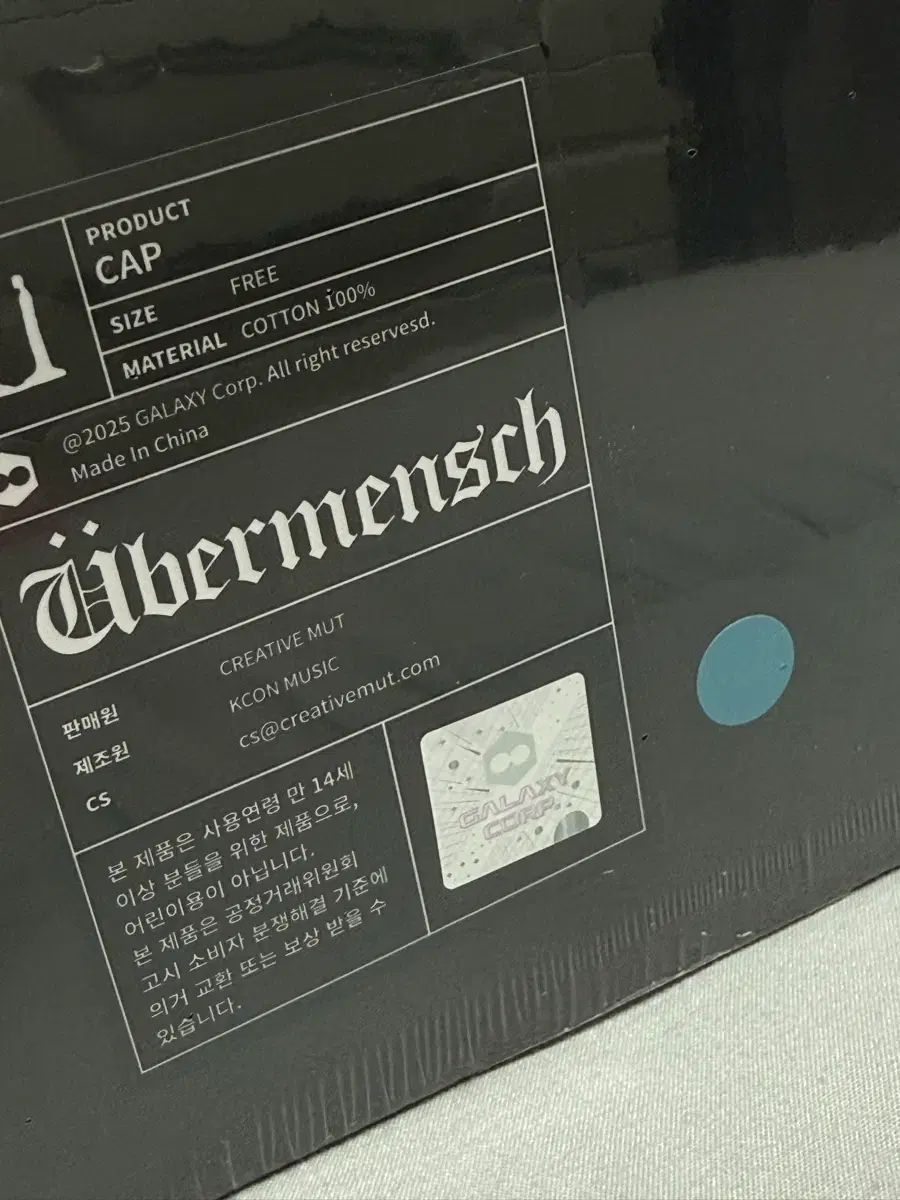 PRODUCT
CAP
SIZE FREE
MATERIAL COTTON 100%
@2025 GALAXY Corp. All right reservesd.
Made In China
Übermensch
판매원 CREATIVE MUT
제조원 KCON MUSIC
CS cs@creativemut.com
본 제품은 사용연령 만 14세
이상 분들을 위한 제품으로,
어린이용이 아닙니다.
본 제품은 공정거래위원회
고시 소비자 분쟁해결 기준에
의거 교환 또는 보상 받을 수
있습니다.
GALAXY
CORP.